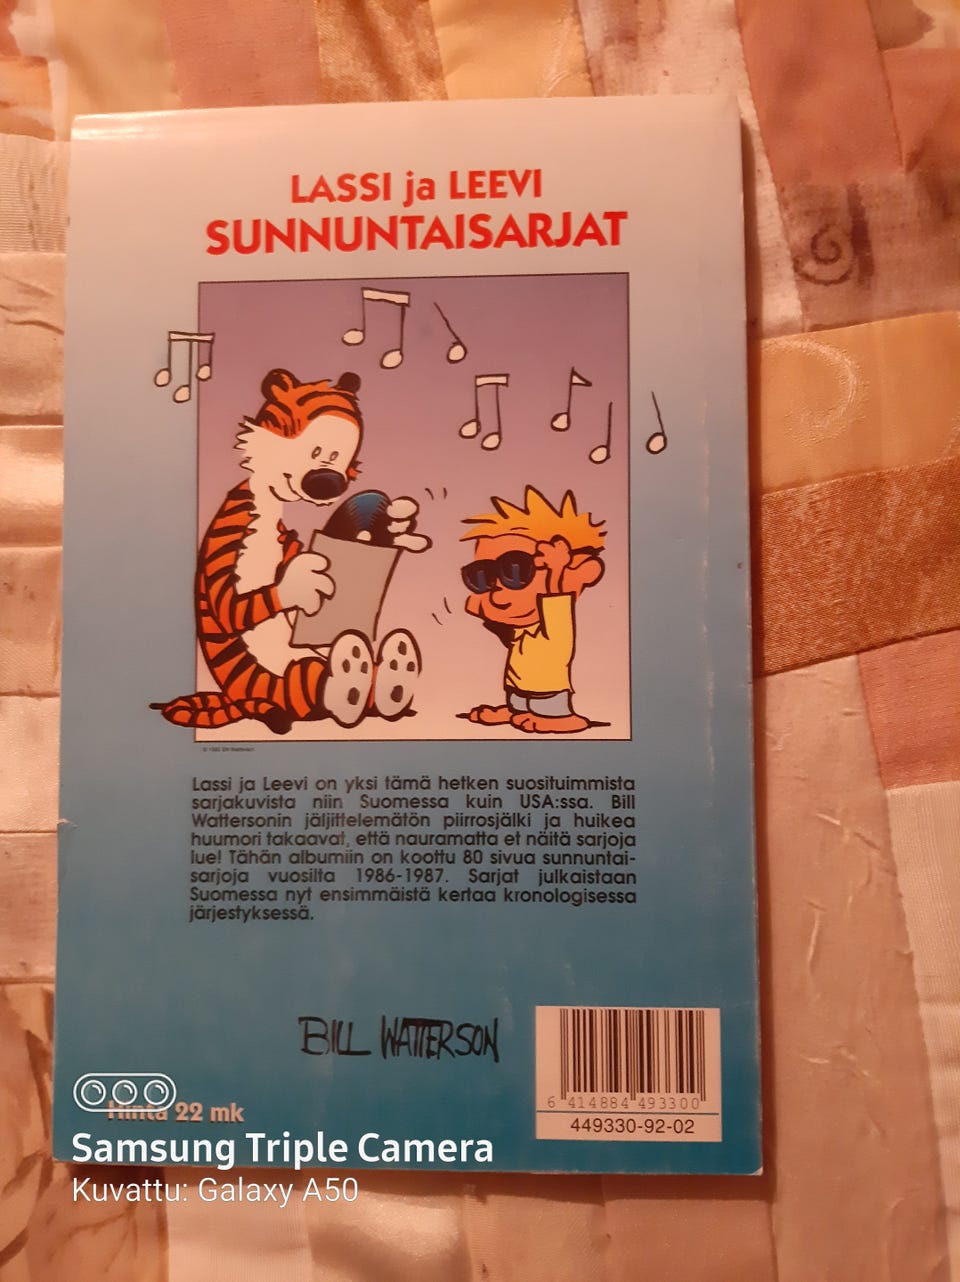 LASSI ja LEEVI
SUNNUNTAISARJAT
Lassi ja Leevi on yksi tämä hetken suosituimmista
sarjakuvista niin Suomessa kuin USA:ssa. Bill
Wattersonin jäljittelemätön piirrosjälki ja huikea
huumori takaavat, että nauramatta et näitä sarjoja
lue! Tähän albumiin on koottu 80 sivua sunnuntai-
sarjoja vuosilta 1986-1987. Sarjat julkaistaan
Suomessa nyt ensimmäistä kertaa kronologisessa
järjestyksessä.
BILL WATTERSON
6 414884 493300
449330-92-02
Hinta 22 mk
Samsung Triple Camera
Kuvattu: Galaxy A50